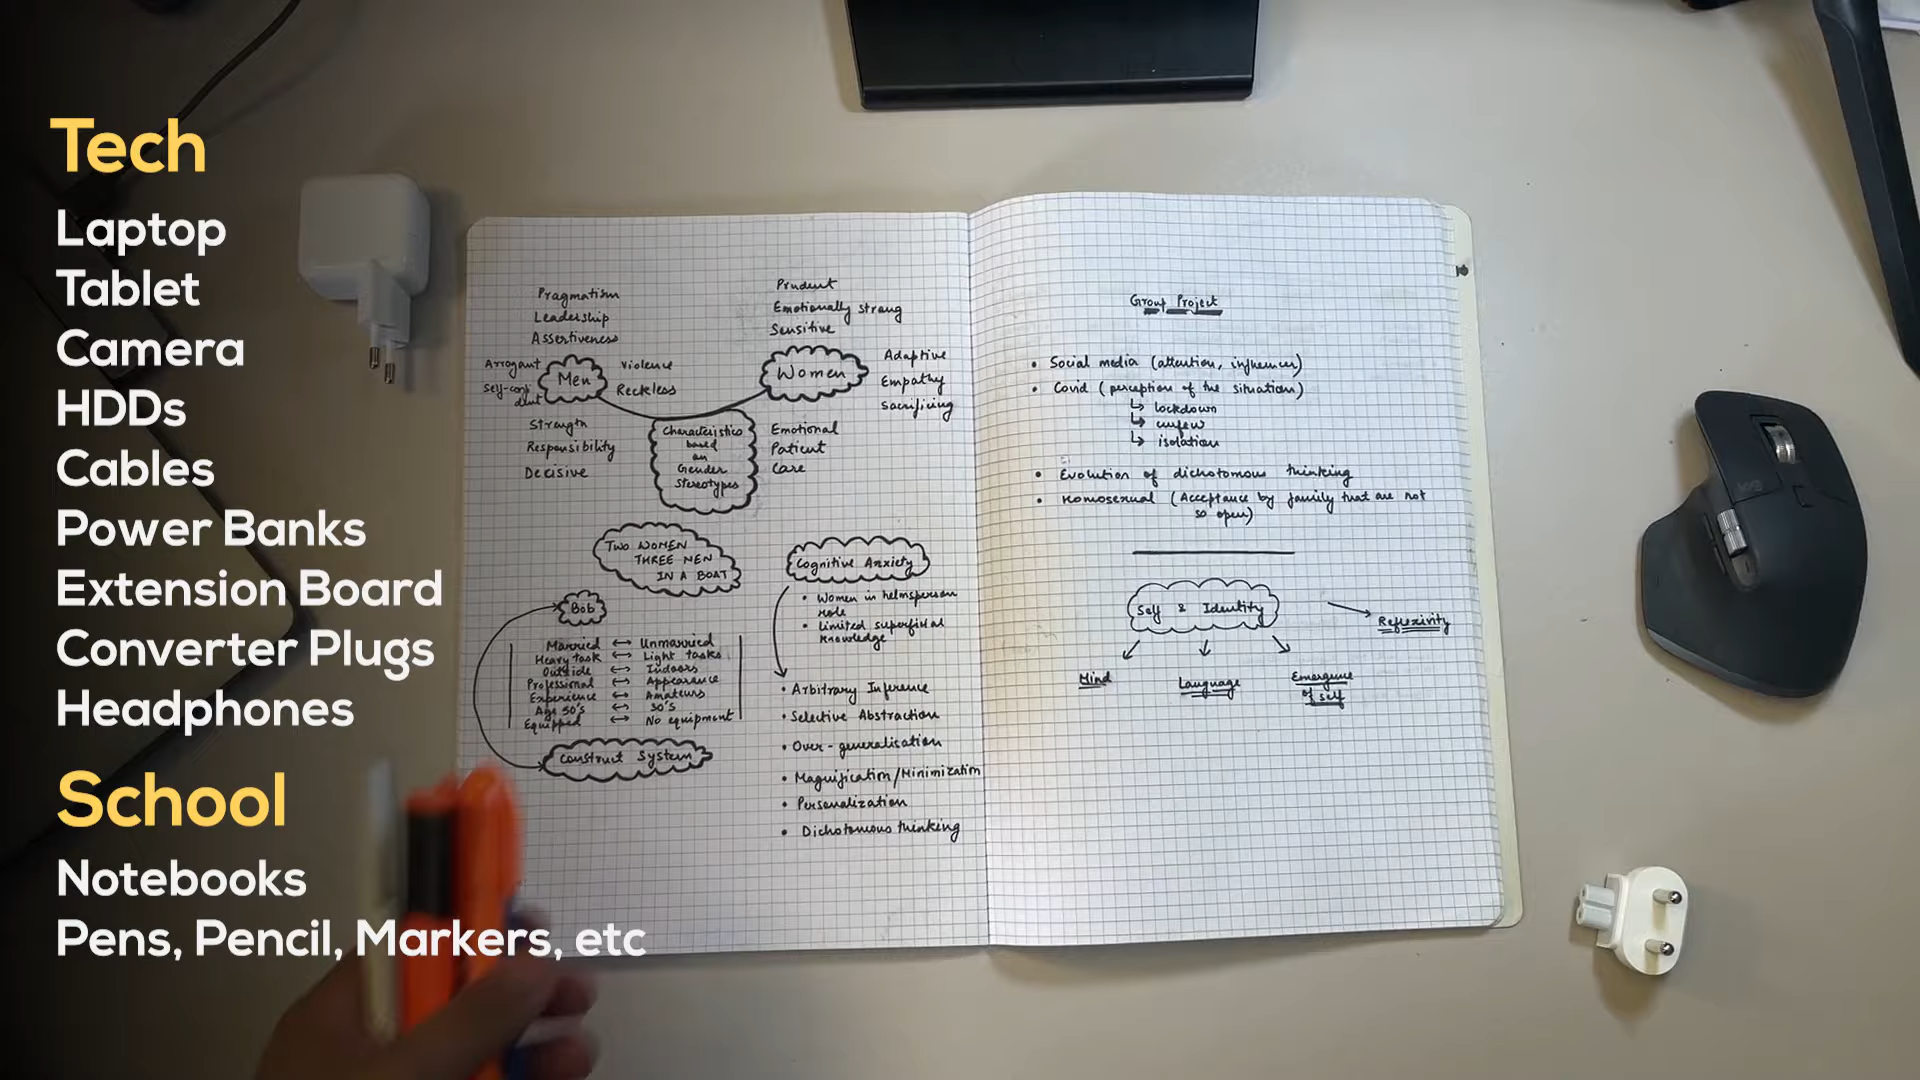 Tech
Laptop
Tablet
Camera
HDDs
Cables
Power Banks
Extension Board
Converter Plugs
Headphones
School
Notebooks
Pens, Pencil, Markers, etc
Pragmatism
Leadership
Assertiveness
Arrogant
Self-confi
dent
Men
Violence
Reckless
Strength
Responsibility
Decisive
Prudent
Emotionally strong
Sensitive
Women
Adaptive
Empathy
Sacrificing
Emotional
Patient
Care
Characteristics
based
on
Gender
Stereotypes
TWO WOMEN
THREE MEN
IN A BOAT
Bob
Married ↔ Unmarried
Heavy task ↔ Light tasks
Outside ↔ Indoors
Professional ↔ Appearance
Experience ↔ Amateurs
Age 50's ↔ 30's
Equipped ↔ No equipment
Construct System
Cognitive Anxiety
• Women in helmsperson
role
• Limited superficial
knowledge
• Arbitrary Inference
• Selective Abstraction
• Over-generalisation
• Magnification/Minimization
• Personalization
• Dichotomous thinking
Group Project
• Social media (attention, influencer)
• Covid (perception of the situation)
↳ lockdown
↳ curfew
↳ isolation
• Evolution of dichotomous thinking
• Homosexual (Acceptance by family that are not
so open)
Self & Identity
Reflexivity
Mind
Language
Emergence
of self
logi